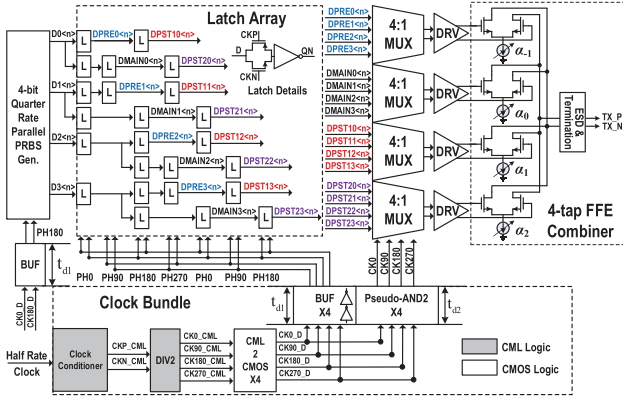 Latch Array
D0<n>
L
DPRE0<n>
L
DPST10<n>
L
DMAIN0<n>
L
DPST20<n>
D1<n>
L
DPRE1<n>
L
DPST11<n>
L
DMAIN1<n>
L
DPST21<n>
D2<n>
L
DPRE2<n>
L
DPST12<n>
L
DMAIN2<n>
L
DPST22<n>
D3<n>
L
L
DPRE3<n>
L
DPST13<n>
L
DMAIN3<n>
L
DPST23<n>
4-bit
Quarter
Rate
Parallel
PRBS
Gen.
CKP
D
QN
CKN
Latch Details
DPRE0<n>
DPRE1<n>
DPRE2<n>
DPRE3<n>
4:1
MUX
DRV
α-1
DMAIN0<n>
DMAIN1<n>
DMAIN2<n>
DMAIN3<n>
4:1
MUX
DRV
α0
DPST10<n>
DPST11<n>
DPST12<n>
DPST13<n>
4:1
MUX
DRV
α1
DPST20<n>
DPST21<n>
DPST22<n>
DPST23<n>
4:1
MUX
DRV
α2
ESD &
Termination
TX_P
TX_N
4-tap FFE
Combiner
PH180
BUF
td1
CK0_D
CK180_D
PH0
PH90
PH180
PH270
PH0
PH90
PH180
CK0
CK90
CK180
CK270
Clock Bundle
td1
BUF
X4
Pseudo-AND2
X4
td2
Half Rate
Clock
Clock
Conditioner
CKP_CML
CKN_CML
DIV2
CK0_CML
CK90_CML
CK180_CML
CK270_CML
CML
2
CMOS
X4
CK0_D
CK90_D
CK180_D
CK270_D
CML Logic
CMOS Logic